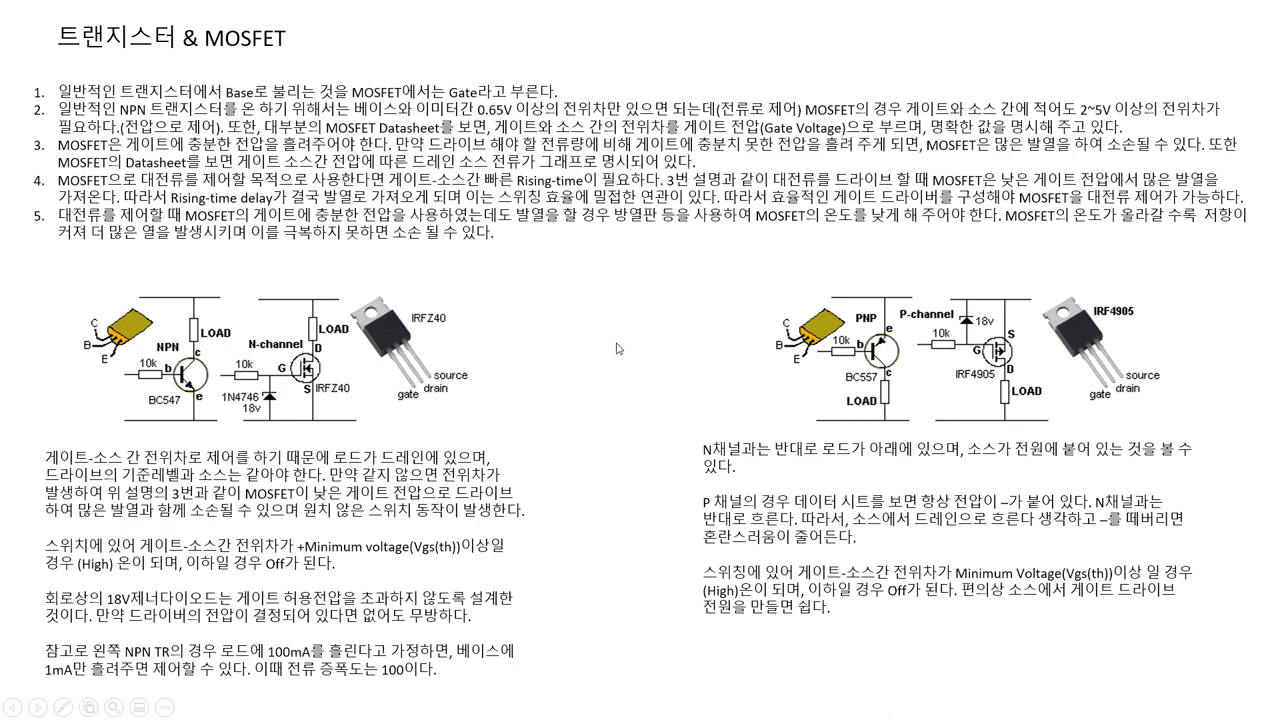 트랜지스터 & MOSFET
1. 일반적인 트랜지스터에서 Base로 불리는 것을 MOSFET에서는 Gate라고 부른다.
2. 일반적인 NPN 트랜지스터를 온 하기 위해서는 베이스와 이미터간 0.65V 이상의 전위차만 있으면 되는데(전류로 제어) MOSFET의 경우 게이트와 소스 간에 적어도 2~5V 이상의 전위차가
필요하다.(전압으로 제어). 또한, 대부분의 MOSFET Datasheet를 보면, 게이트와 소스 간의 전위차를 게이트 전압(Gate Voltage)으로 부르며, 명확한 값을 명시해 주고 있다.
3. MOSFET은 게이트에 충분한 전압을 흘려주어야 한다. 만약 드라이브 해야 할 전류량에 비해 게이트에 충분치 못한 전압을 흘려 주게 되면, MOSFET은 많은 발열을 하여 소손될 수 있다. 또한
MOSFET의 Datasheet를 보면 게이트 소스간 전압에 따른 드레인 소스 전류가 그래프로 명시되어 있다.
4. MOSFET으로 대전류를 제어할 목적으로 사용한다면 게이트-소스간 빠른 Rising-time이 필요하다. 3번 설명과 같이 대전류를 드라이브 할 때 MOSFET은 낮은 게이트 전압에서 많은 발열을
가져온다. 따라서 Rising-time delay가 결국 발열로 가져오게 되며 이는 스위칭 효율에 밀접한 연관이 있다. 따라서 효율적인 게이트 드라이버를 구성해야 MOSFET을 대전류 제어가 가능하다.
5. 대전류를 제어할 때 MOSFET의 게이트에 충분한 전압을 사용하였는데도 발열을 할 경우 방열판 등을 사용하여 MOSFET의 온도를 낮게 해 주어야 한다. MOSFET의 온도가 올라갈 수록 저항이
커져 더 많은 열을 발생시키며 이를 극복하지 못하면 소손 될 수 있다.
C
B
E
NPN
LOAD
10k
b
c
e
BC547
N-channel
LOAD
10k
G
D
S
IRFZ40
1N4746
18v
IRFZ40
source
drain
gate
게이트-소스 간 전위차로 제어를 하기 때문에 로드가 드레인에 있으며,
드라이브의 기준레벨과 소스는 같아야 한다. 만약 같지 않으면 전위차가
발생하여 위 설명의 3번과 같이 MOSFET이 낮은 게이트 전압으로 드라이브
하여 많은 발열과 함께 소손될 수 있으며 원치 않은 스위치 동작이 발생한다.
스위치에 있어 게이트-소스간 전위차가 +Minimum voltage(Vgs(th))이상일
경우 (High) 온이 되며, 이하일 경우 Off가 된다.
회로상의 18V제너다이오드는 게이트 허용전압을 초과하지 않도록 설계한
것이다. 만약 드라이버의 전압이 결정되어 있다면 없어도 무방하다.
참고로 왼쪽 NPN TR의 경우 로드에 100mA를 흘린다고 가정하면, 베이스에
1mA만 흘려주면 제어할 수 있다. 이때 전류 증폭도는 100이다.
C
B
E
PNP
10k
b
e
c
BC557
LOAD
P-channel
18v
10k
G
S
D
IRF4905
LOAD
IRF4905
source
drain
gate
N채널과는 반대로 로드가 아래에 있으며, 소스가 전원에 붙어 있는 것을 볼 수
있다.
P 채널의 경우 데이터 시트를 보면 항상 전압이 –가 붙어 있다. N채널과는
반대로 흐른다. 따라서, 소스에서 드레인으로 흐른다 생각하고 –를 떼버리면
혼란스러움이 줄어든다.
스위칭에 있어 게이트-소스간 전위차가 Minimum Voltage(Vgs(th))이상 일 경우
(High)온이 되며, 이하일 경우 Off가 된다. 편의상 소스에서 게이트 드라이브
전원을 만들면 쉽다.